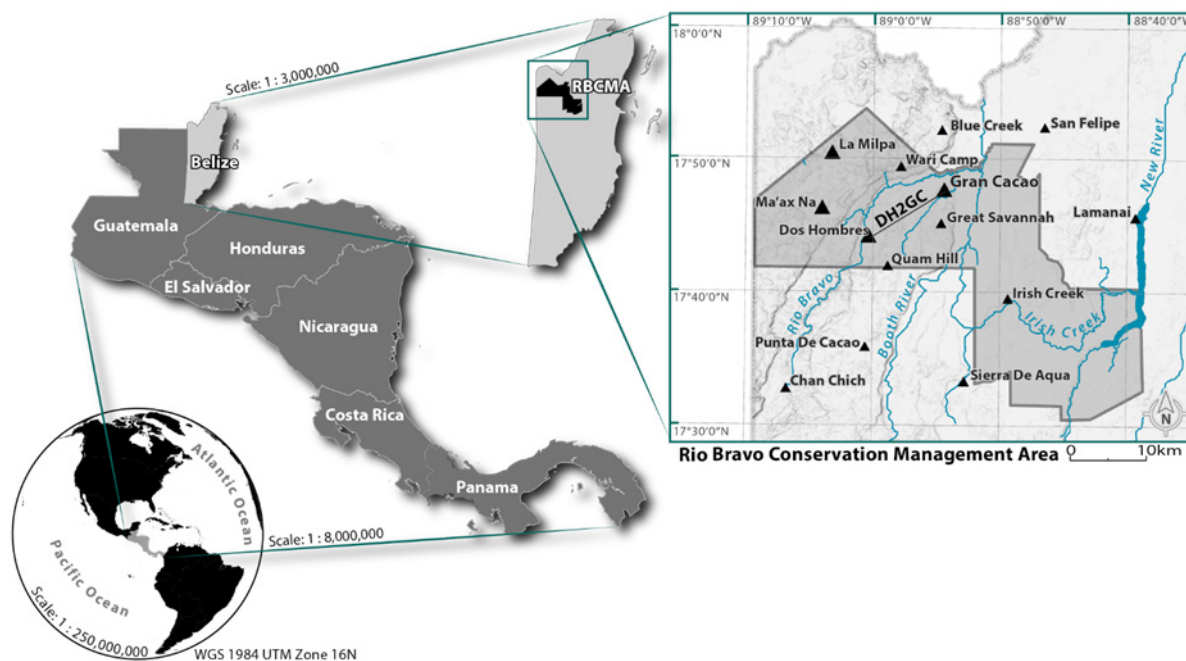 Scale: 1 : 3,000,000
Belize
Guatemala
Honduras
El Salvador
Nicaragua
Costa Rica
Panama
Scale: 1 : 8,000,000
Atlantic Ocean
Pacific Ocean
Scale: 1 : 250,000,000
WGS 1984 UTM Zone 16N
RBCMA
89°10'0"W
89°0'0"W
88°50'0"W
88°40'0"W
18°0'0"N
17°50'0"N
17°40'0"N
17°30'0"N
Blue Creek
San Felipe
La Milpa
Wari Camp
Gran Cacao
New River
Ma'ax Na
DH2GC
Great Savannah
Lamanai
Dos Hombres
Quam Hill
Rio Bravo
Booth River
Irish Creek
Irish Creek
Punta De Cacao
Chan Chich
Sierra De Aqua
N
Rio Bravo Conservation Management Area
0 10km